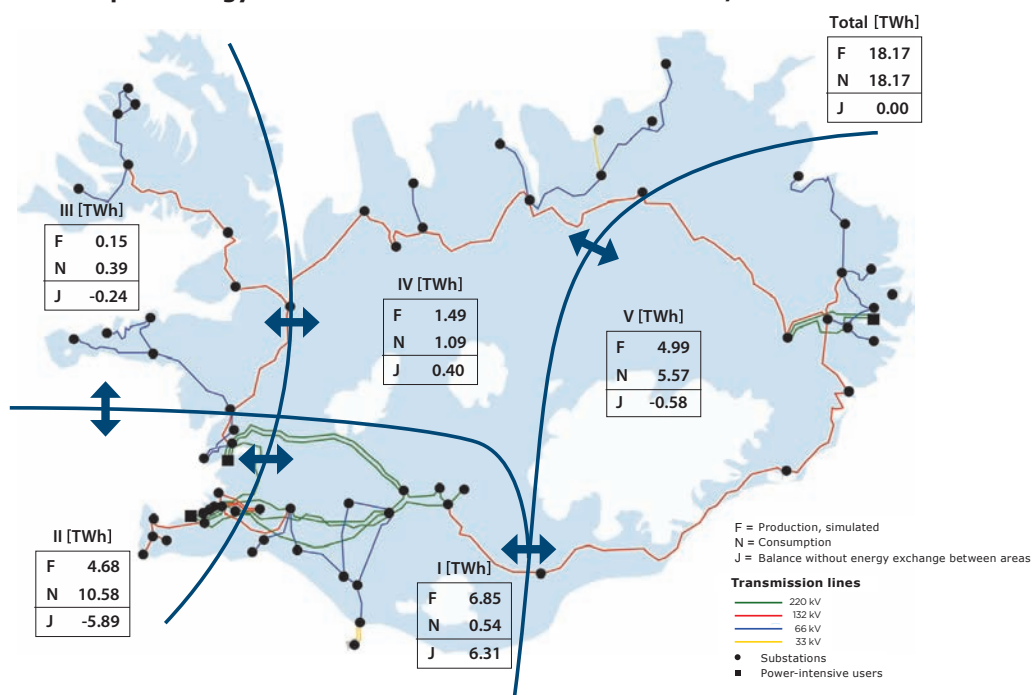 Total [TWh]
F 18.17
N 18.17
J 0.00
III [TWh]
F 0.15
N 0.39
J -0.24
IV [TWh]
F 1.49
N 1.09
J 0.40
V [TWh]
F 4.99
N 5.57
J -0.58
II [TWh]
F 4.68
N 10.58
J -5.89
I [TWh]
F 6.85
N 0.54
J 6.31
F = Production, simulated
N = Consumption
J = Balance without energy exchange between areas
Transmission lines
220 kV
132 kV
66 kV
33 kV
Substations
Power-intensive users